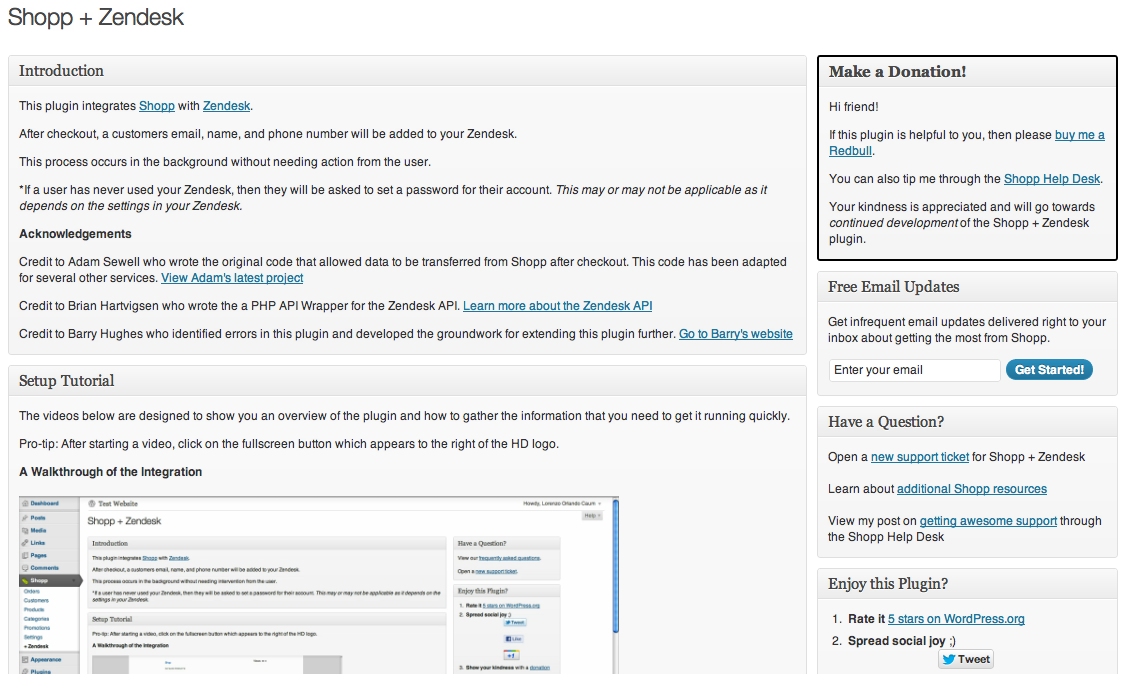 Shopp + Zendesk
Introduction
This plugin integrates Shopp with Zendesk.
After checkout, a customers email, name, and phone number will be added to your Zendesk.
This process occurs in the background without needing action from the user.
*If a user has never used your Zendesk, then they will be asked to set a password for their account. This may or may not be applicable as it
depends on the settings in your Zendesk.
Acknowledgements
Credit to Adam Sewell who wrote the original code that allowed data to be transferred from Shopp after checkout. This code has been adapted
for several other services. View Adam's latest project
Credit to Brian Hartvigsen who wrote the a PHP API Wrapper for the Zendesk API. Learn more about the Zendesk API
Credit to Barry Hughes who identified errors in this plugin and developed the groundwork for extending this plugin further. Go to Barry's website
Setup Tutorial
The videos below are designed to show you an overview of the plugin and how to gather the information that you need to get it running quickly.
Pro-tip: After starting a video, click on the fullscreen button which appears to the right of the HD logo.
A Walkthrough of the Integration
Dashboard
Posts
Media
Links
Pages
Comments
Shopp
Orders
Customers
Products
Categories
Promotions
Settings
Zendesk
Appearance
Plugins
Test Website
Howdy, Lorenzo Orlando Caum
Help
Shopp + Zendesk
Introduction
This plugin integrates Shopp with Zendesk.
After checkout, a customers email, name, and phone number will be added to your Zendesk.
This process occurs in the background without needing intervention from the user.
*If a user has never used your Zendesk, then they will be asked to set a password for their account. This may or may not be applicable as it depends on the
settings in your Zendesk.
Setup Tutorial
Pro-tip: After starting a video, click on the fullscreen button which appears to the right of the HD logo.
A Walkthrough of the Integration
Have a Question?
View our frequently asked questions.
Open a new support ticket.
Enjoy this Plugin?
1. Rate it 5 stars on WordPress.org
2. Spread social joy ;)
Tweet
Like
+1
3. Show your kindness with a donation
Make a Donation!
Hi friend!
If this plugin is helpful to you, then please buy me a
Redbull.
You can also tip me through the Shopp Help Desk.
Your kindness is appreciated and will go towards
continued development of the Shopp + Zendesk
plugin.
Free Email Updates
Get infrequent email updates delivered right to your
inbox about getting the most from Shopp.
Enter your email
Get Started!
Have a Question?
Open a new support ticket for Shopp + Zendesk
Learn about additional Shopp resources
View my post on getting awesome support through
the Shopp Help Desk
Enjoy this Plugin?
1. Rate it 5 stars on WordPress.org
2. Spread social joy ;)
Tweet